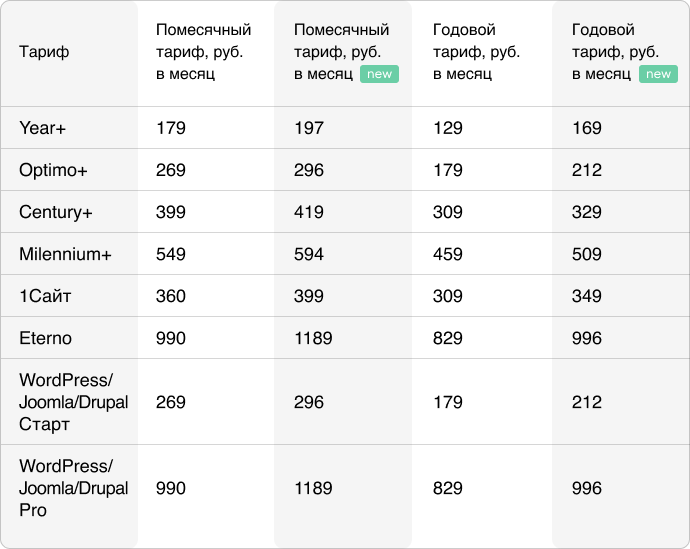 Тариф
Помесячный
тариф, руб.
в месяц
Помесячный
тариф, руб.
в месяц new
Годовой
тариф, руб.
в месяц
Годовой
тариф, руб.
в месяц new
Year+ 179 197 129 169
Optimo+ 269 296 179 212
Century+ 399 419 309 329
Milennium+ 549 594 459 509
1Сайт 360 399 309 349
Eterno 990 1189 829 996
WordPress/
Joomla/Drupal 269 296 179 212
Старт
WordPress/
Joomla/Drupal 990 1189 829 996
Pro